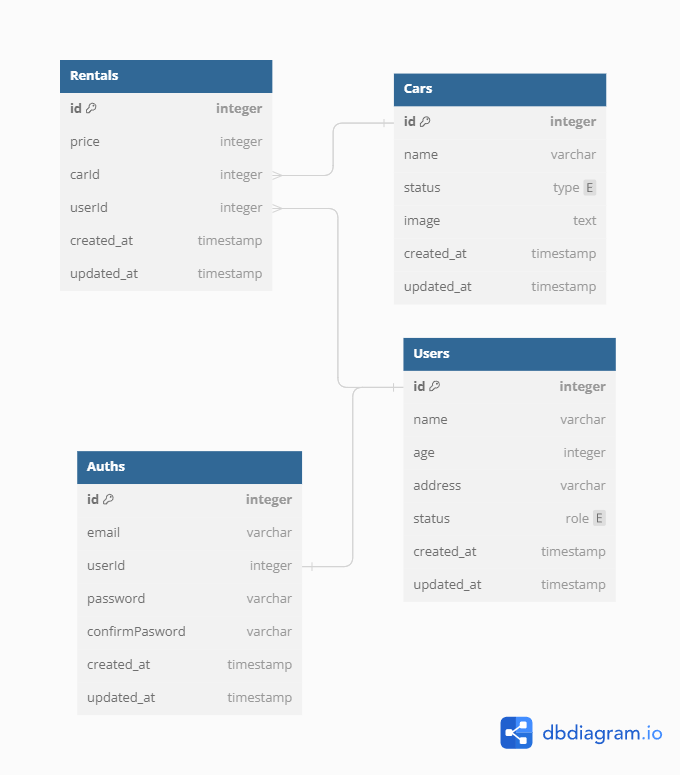 Rentals
id integer
price integer
carId integer
userId integer
created_at timestamp
updated_at timestamp
Cars
id integer
name varchar
status type E
image text
created_at timestamp
updated_at timestamp
Users
id integer
name varchar
age integer
address varchar
status role E
created_at timestamp
updated_at timestamp
Auths
id integer
email varchar
userId integer
password varchar
confirmPasword varchar
created_at timestamp
updated_at timestamp
dbdiagram.io